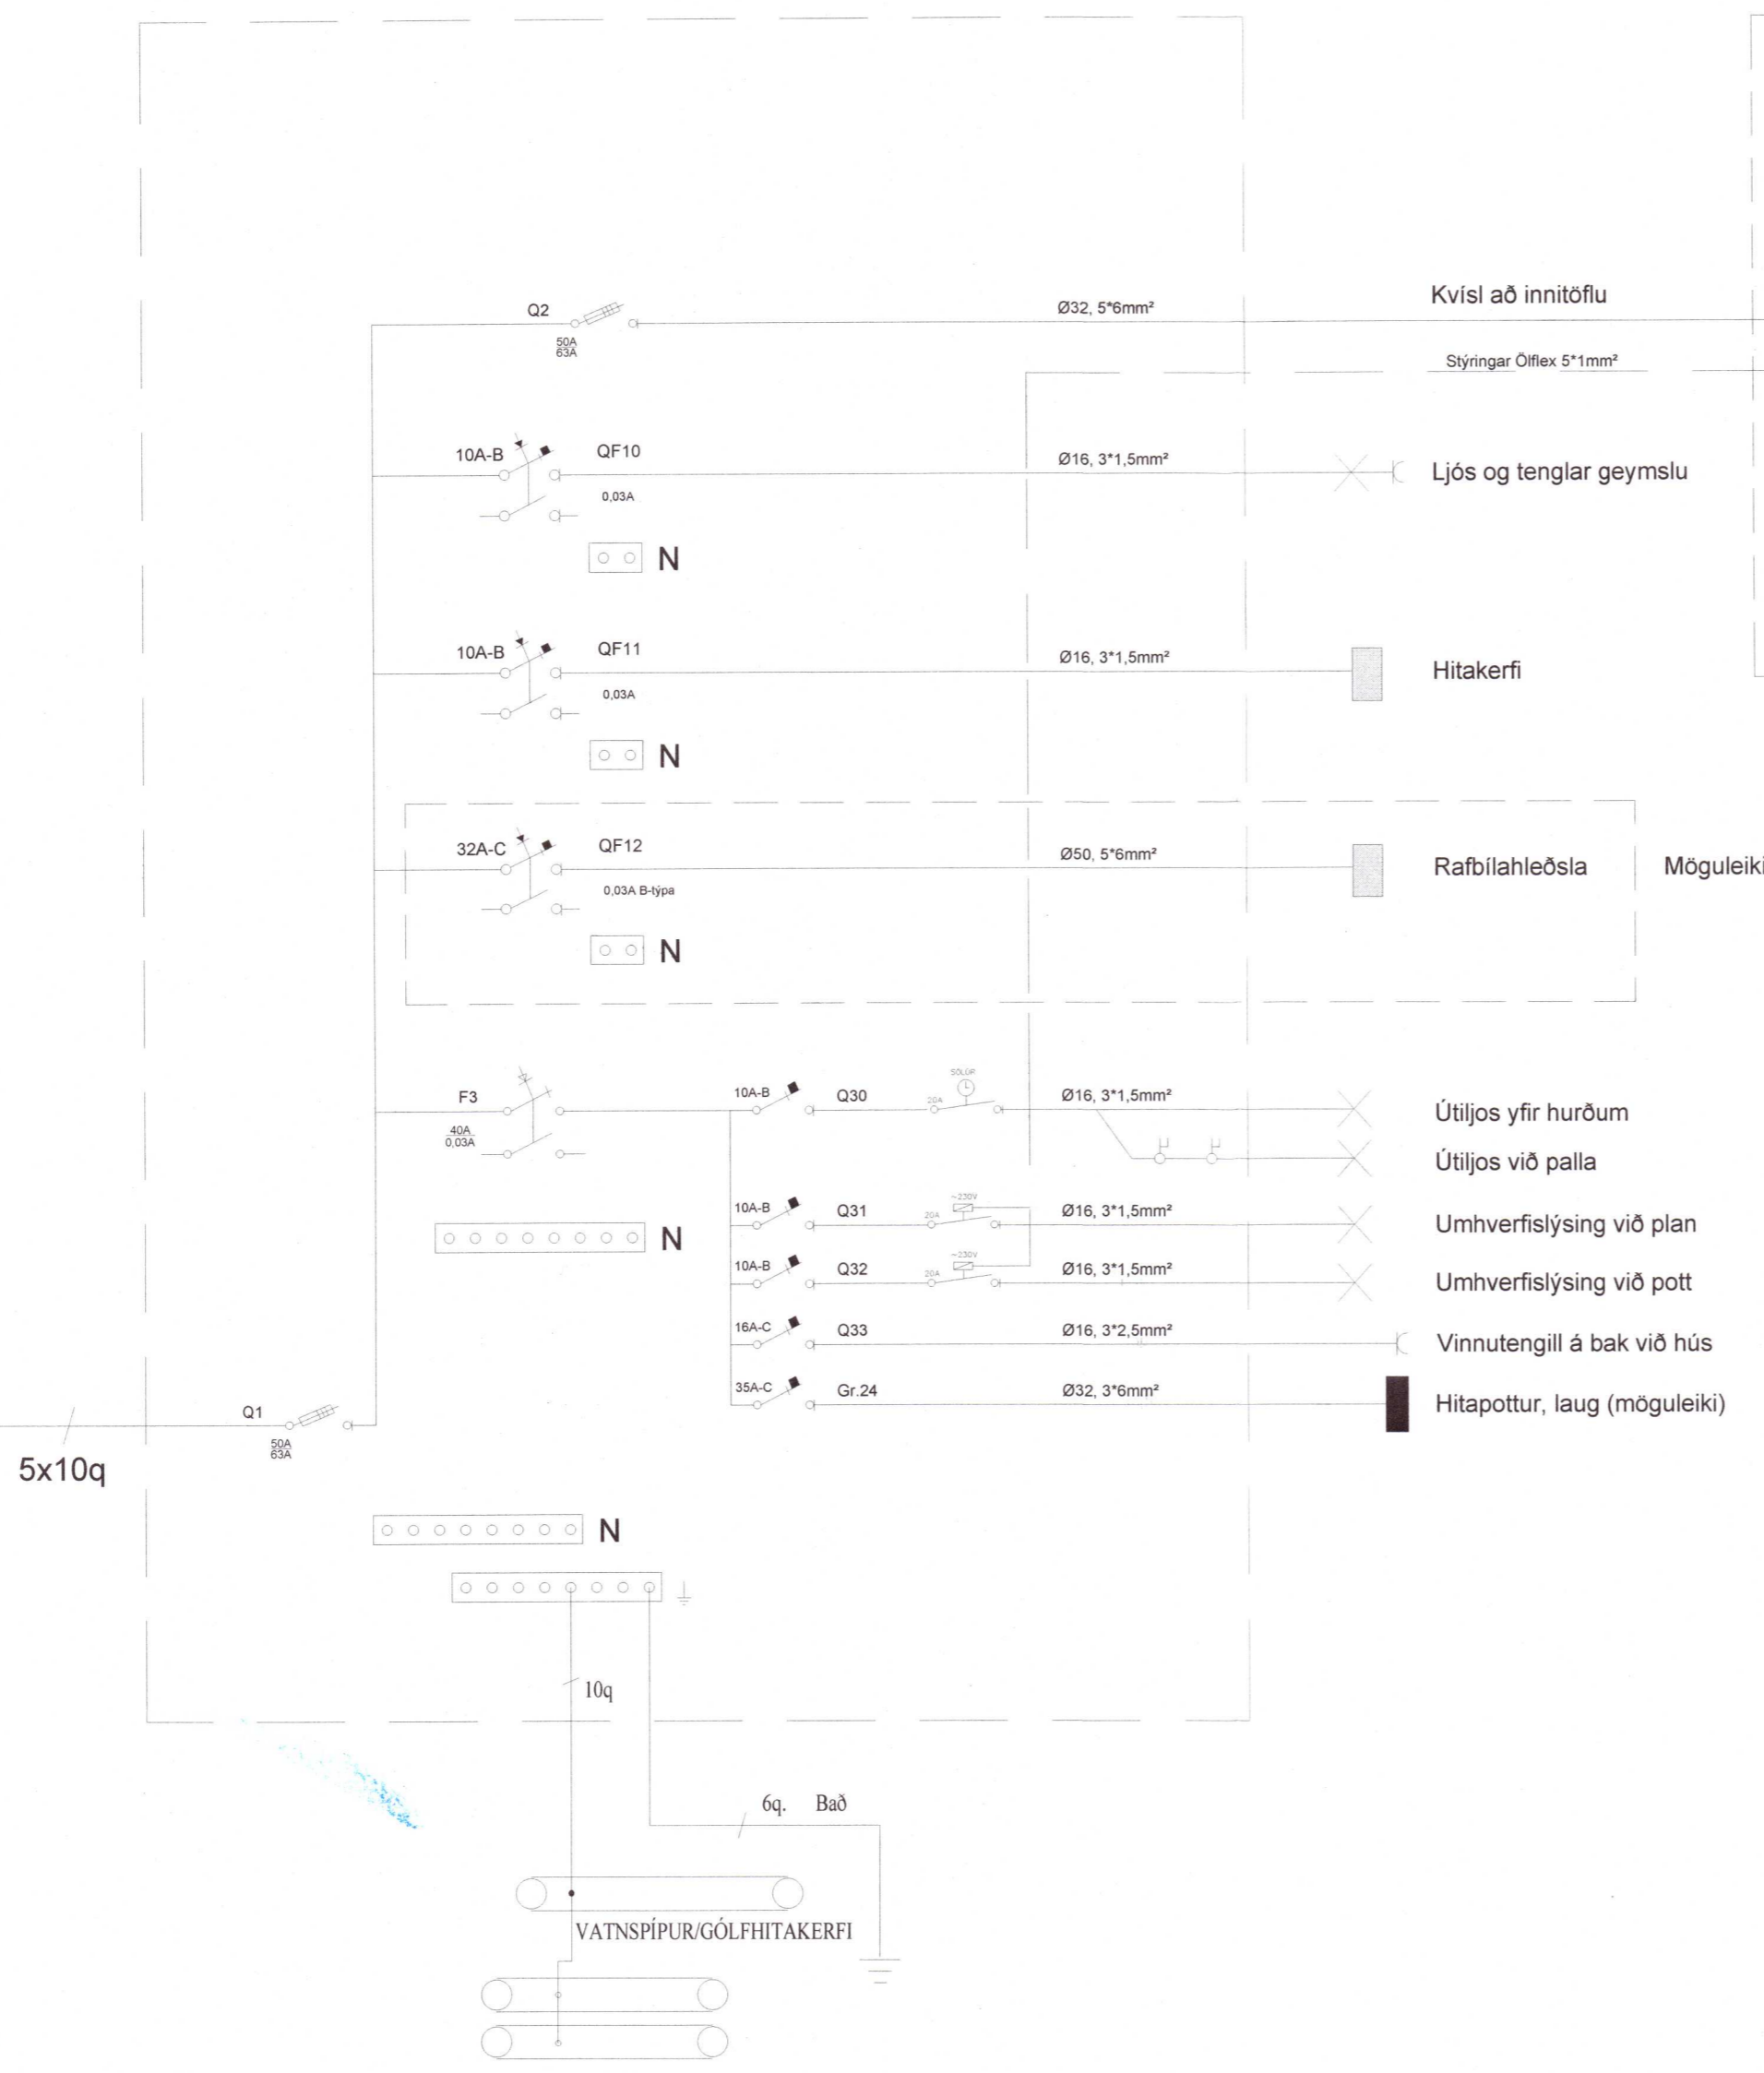 Q2
50A
63A
Ø32, 5*6mm²
Kvísl að innitöflu
Stýringar Ölflex 5*1mm²
10A-B
QF10
0,03A
Ø16, 3*1,5mm²
Ljós og tenglar geymslu
N
10A-B
QF11
0,03A
Ø16, 3*1,5mm²
Hitakerfi
N
32A-C
QF12
0,03A B-týpa
Ø50, 5*6mm²
Rafbílahleðsla
Möguleiki
N
F3
40A
0,03A
10A-B
Q30
20A
SÓLÚR
Ø16, 3*1,5mm²
Útiljos yfir hurðum
Útiljos við palla
10A-B
Q31
20A
~230V
Ø16, 3*1,5mm²
Umhverfislýsing við plan
N
10A-B
Q32
20A
~230V
Ø16, 3*1,5mm²
Umhverfislýsing við pott
16A-C
Q33
Ø16, 3*2,5mm²
Vinnutengill á bak við hús
35A-C
Gr.24
Ø32, 3*6mm²
Hitapottur, laug (möguleiki)
Q1
50A
63A
5x10q
N
10q
6q. Bað
VATNSPÍPUR/GÓLFHITAKERFI